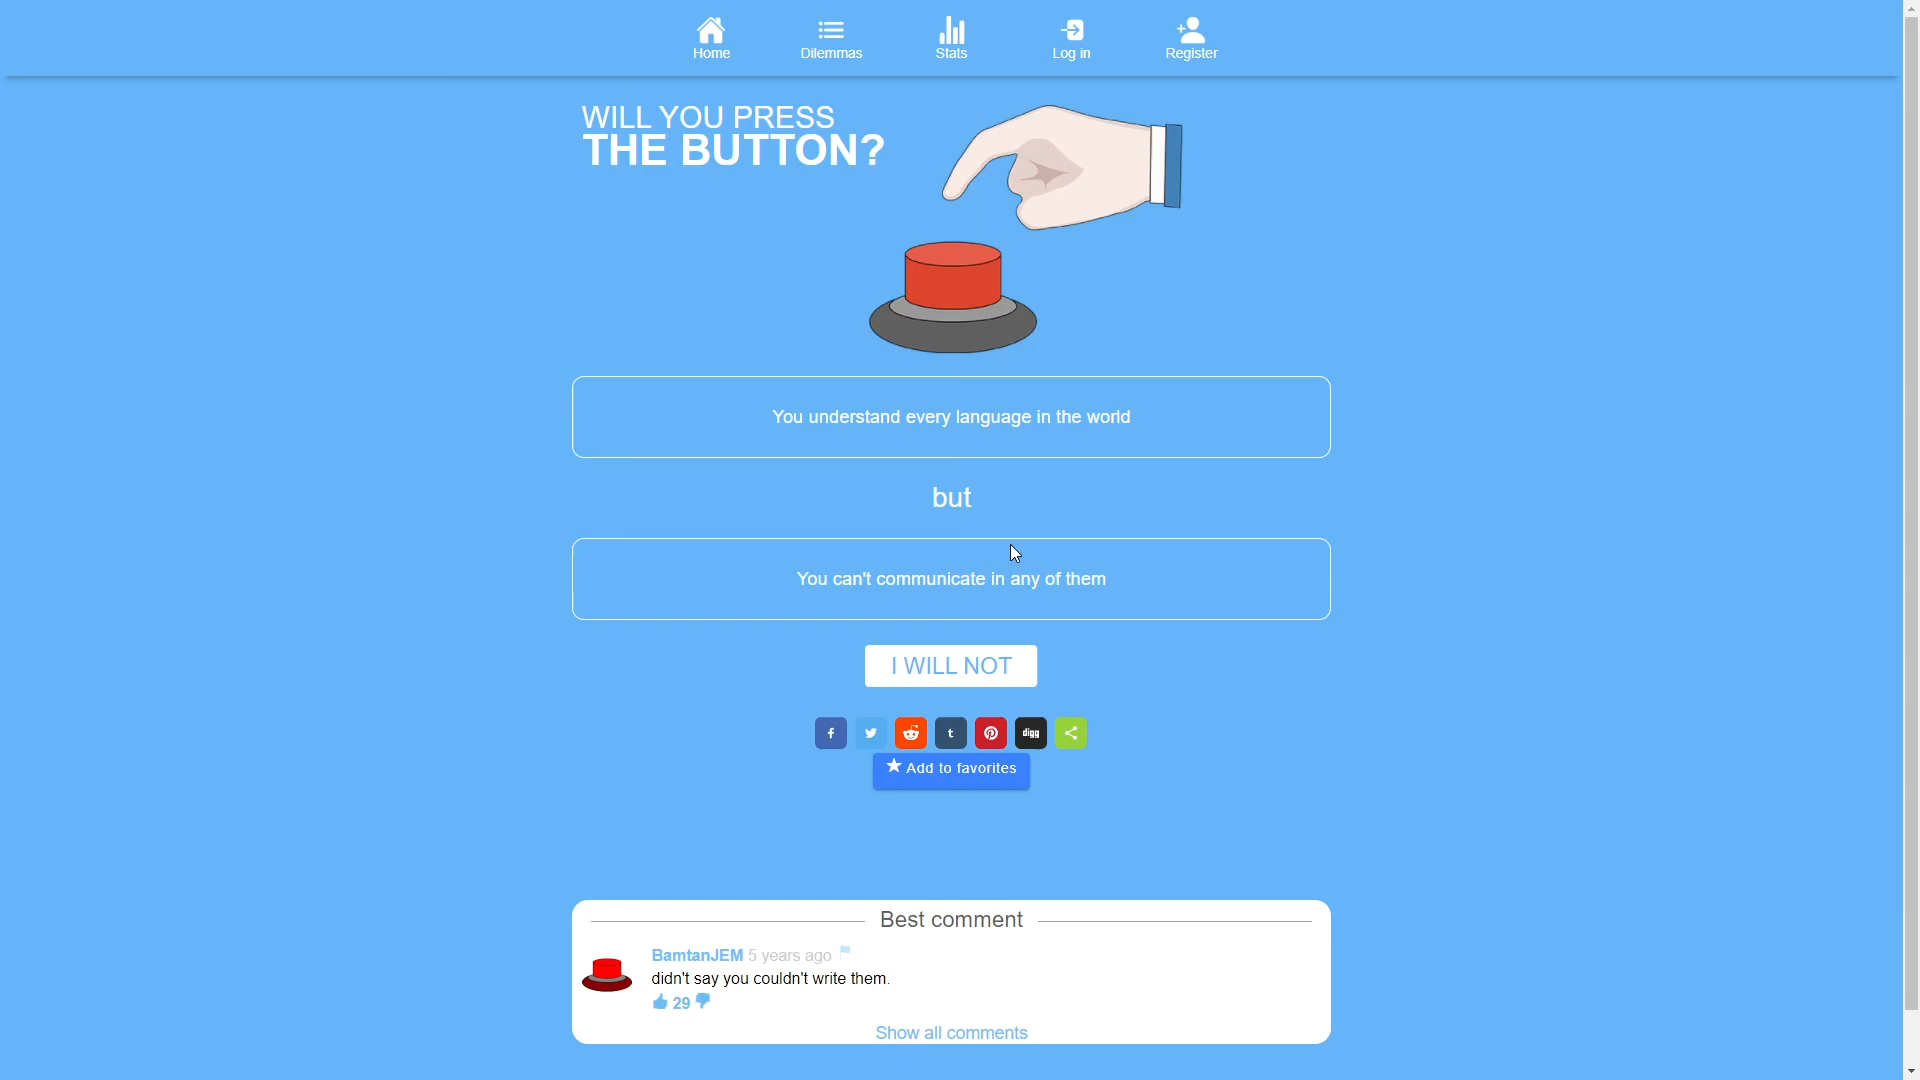 Home
Dilemmas
Stats
Log in
Register
WILL YOU PRESS
THE BUTTON?
You understand every language in the world
but
You can't communicate in any of them
I WILL NOT
f
t
digg
Add to favorites
Best comment
BamtanJEM 5 years ago
didn't say you couldn't write them.
29
Show all comments